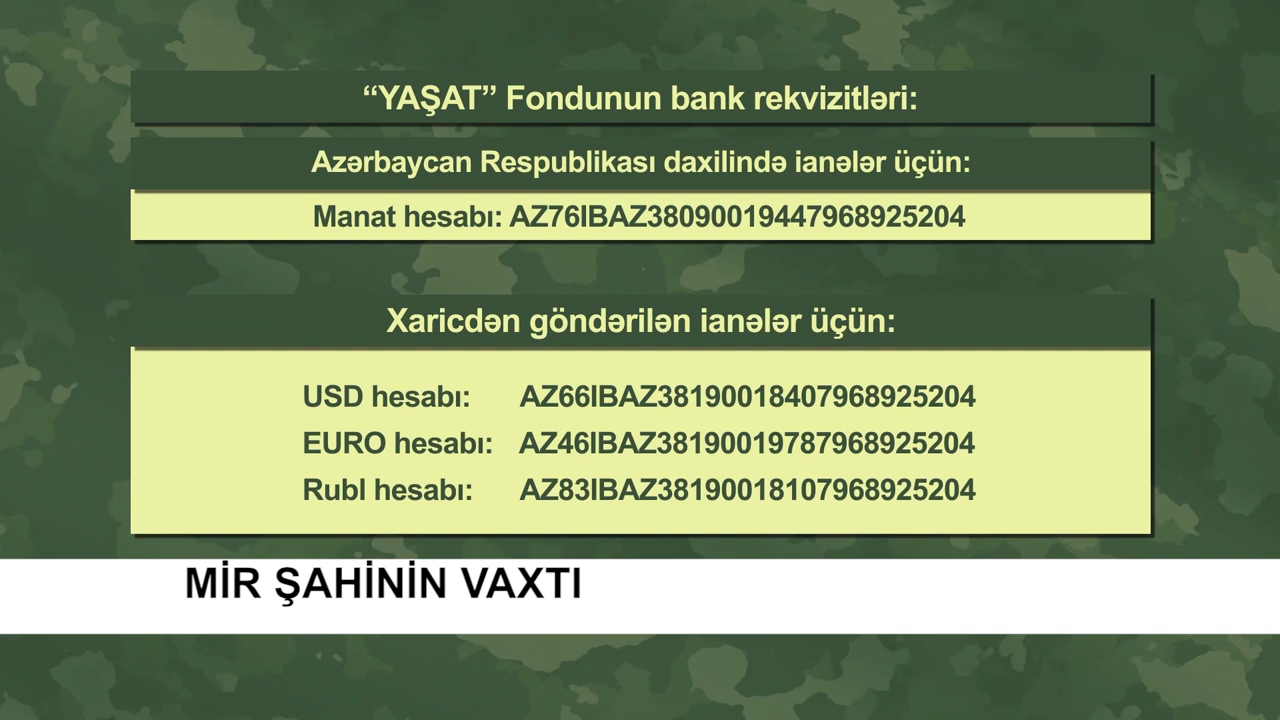 “YAŞAT” Fondunun bank rekvizitləri:
Azərbaycan Respublikası daxilində ianələr üçün:
Manat hesabı: AZ76IBAZ38090019447968925204
Xaricdən göndərilən ianələr üçün:
USD hesabı: AZ66IBAZ38190018407968925204
EURO hesabı: AZ46IBAZ38190019787968925204
Rubl hesabı: AZ83IBAZ38190018107968925204
MİR ŞAHİNİN VAXTI